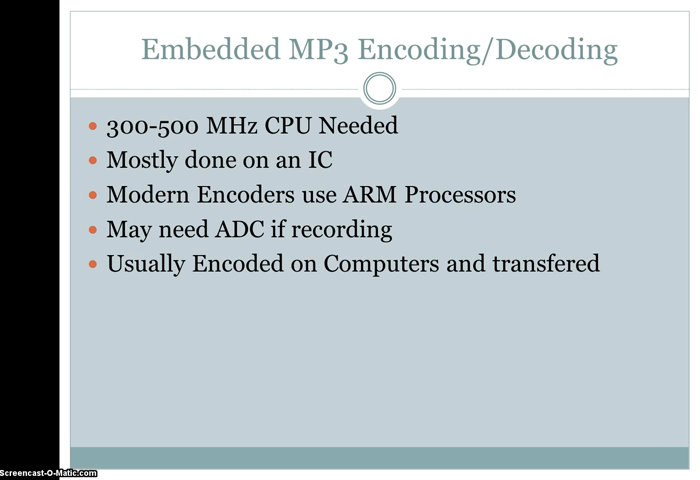 Embedded MP3 Encoding/Decoding
300-500 MHz CPU Needed
Mostly done on an IC
Modern Encoders use ARM Processors
May need ADC if recording
Usually Encoded on Computers and transfered
Screencast-O-Matic.com